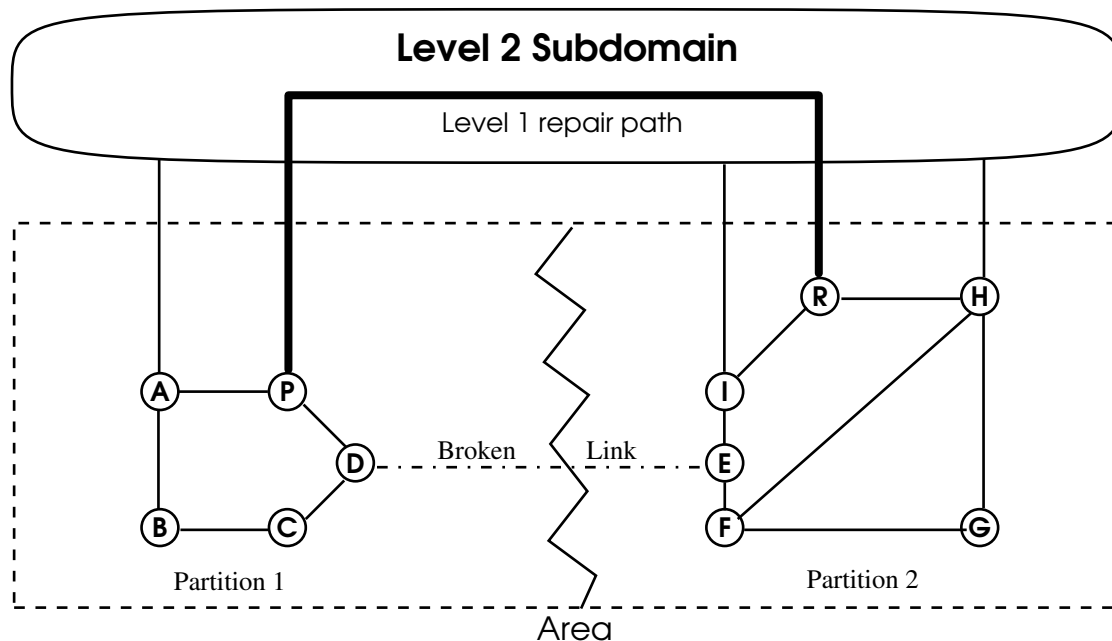 Level 2 Subdomain
Level 1 repair path
R
H
A
P
I
Broken
Link
D
E
B
C
F
G
Partition 1
Partition 2
Area